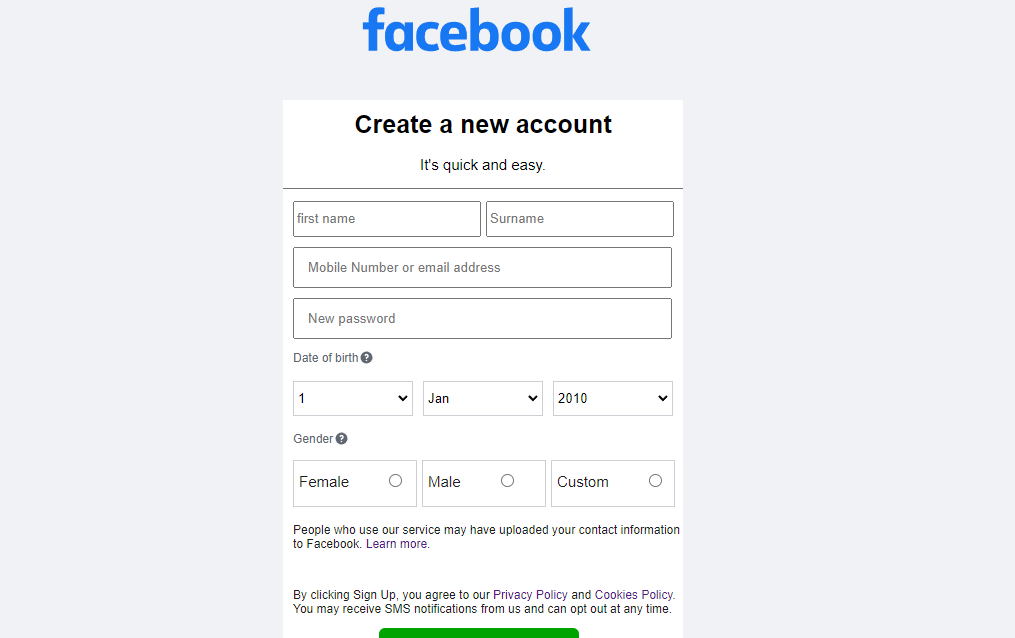 facebook
Create a new account
It's quick and easy.
first name Surname
Mobile Number or email address
New password
Date of birth ?
1 Jan 2010
Gender ?
Female Male Custom
People who use our service may have uploaded your contact information
to Facebook. Learn more.
By clicking Sign Up, you agree to our Privacy Policy and Cookies Policy.
You may receive SMS notifications from us and can opt out at any time.